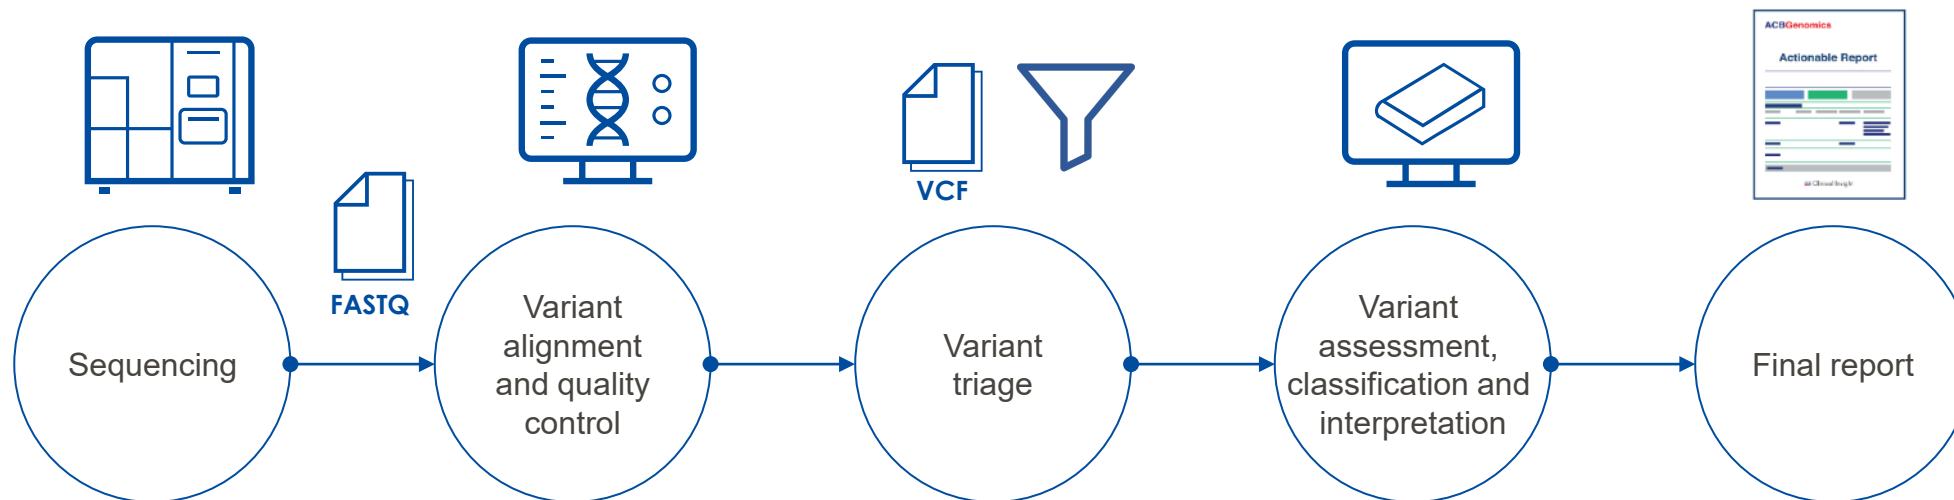 ACBGenomics
Actionable Report
FASTQ
VCF
Sequencing
Variant
alignment
and quality
control
Variant
triage
Variant
assessment,
classification and
interpretation
Final report